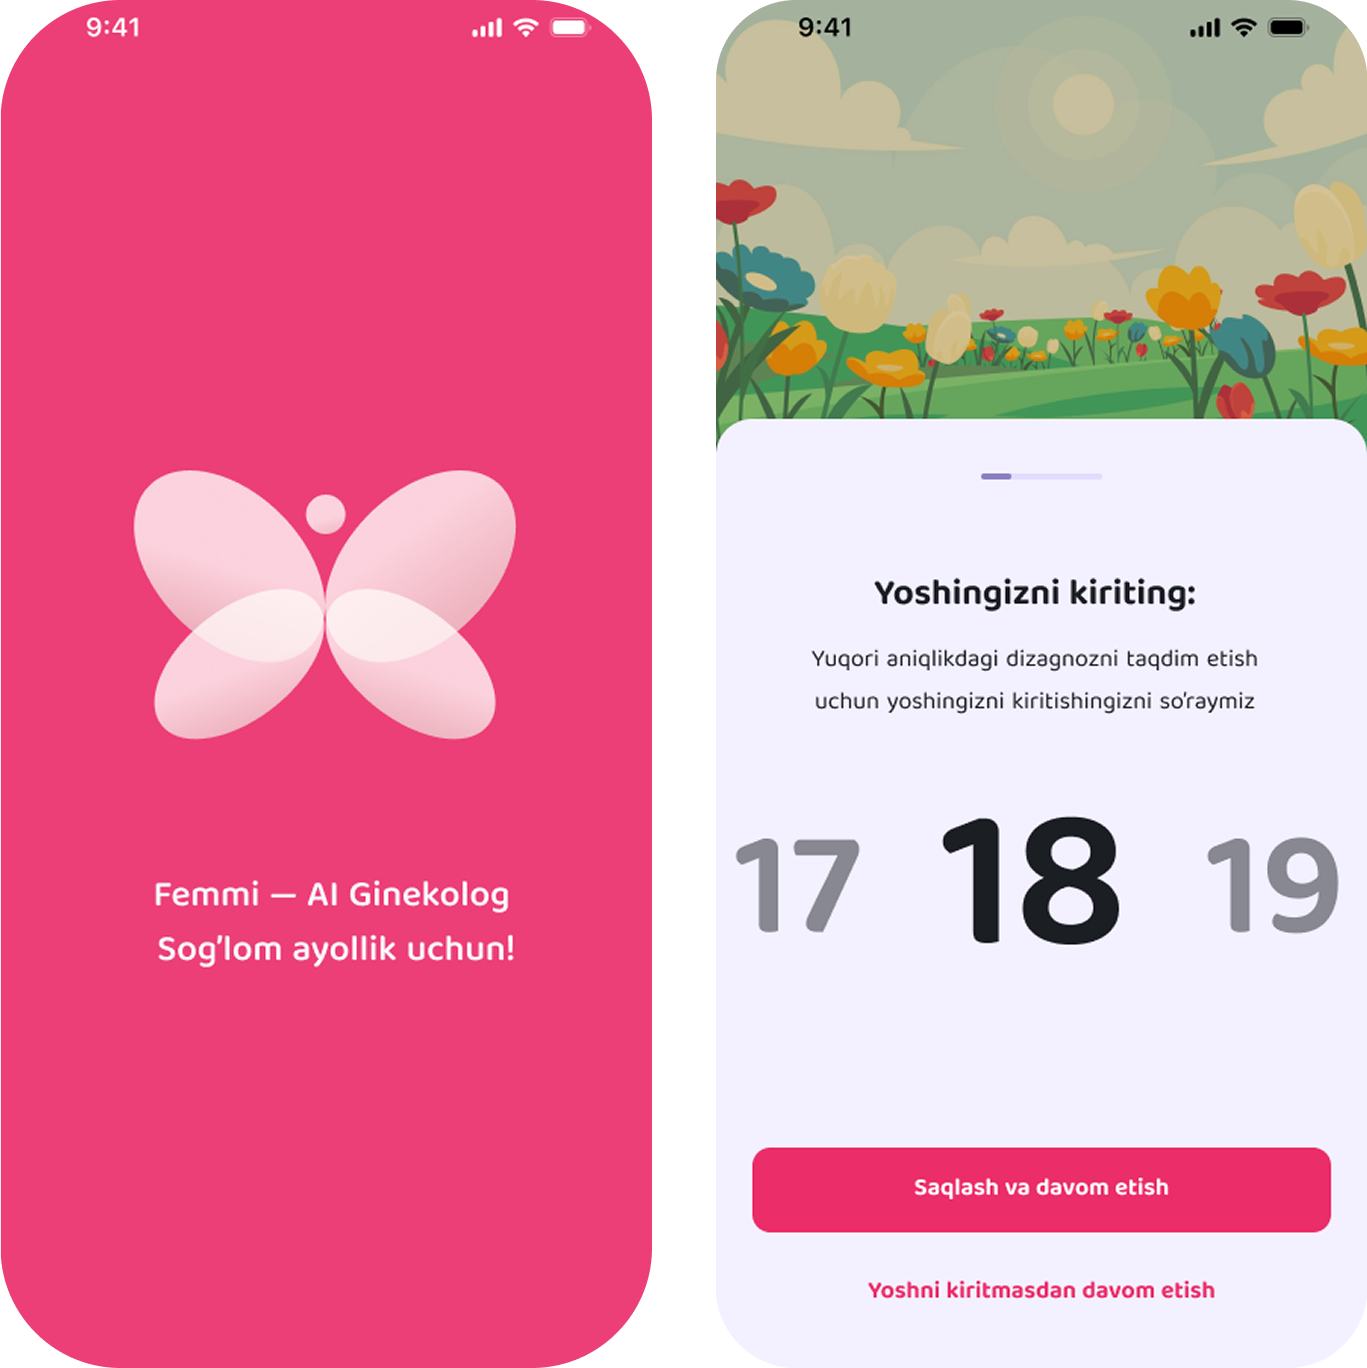 9:41
Femmi — AI Ginekolog
Sog'lom ayollik uchun!
9:41
Yoshingizni kiriting:
Yuqori aniqlikdagi dizagnozni taqdim etish
uchun yoshingizni kiritishingizni so'raymiz
17 18 19
Saqlash va davom etish
Yoshni kiritmasdan davom etish